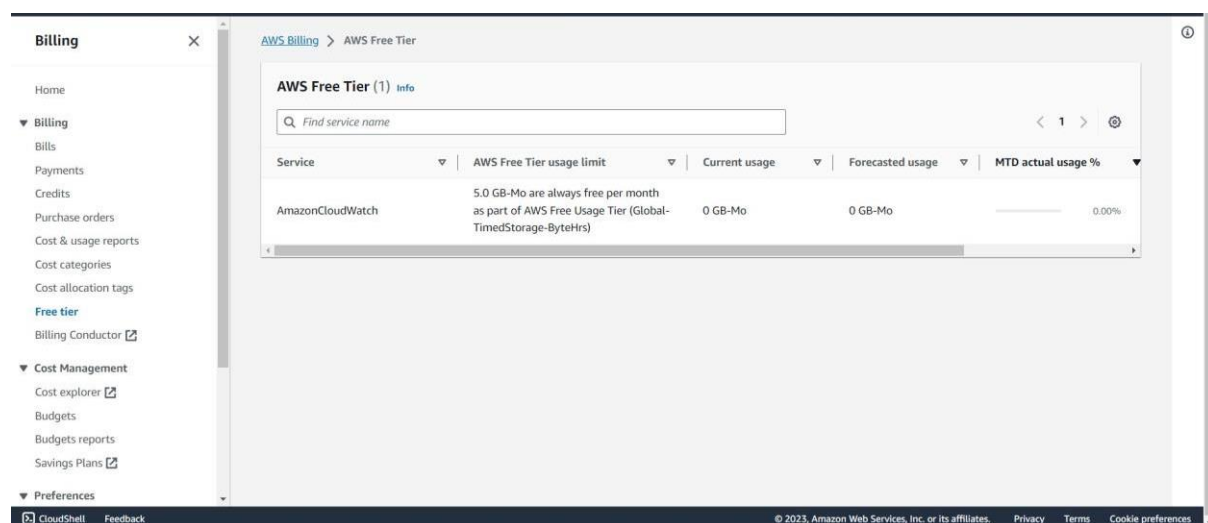 Billing
Home
Billing
Bills
Payments
Credits
Purchase orders
Cost & usage reports
Cost categories
Cost allocation tags
Free tier
Billing Conductor
Cost Management
Cost explorer
Budgets
Budgets reports
Savings Plans
Preferences
AWS Billing > AWS Free Tier
AWS Free Tier (1) Info
Find service name
1
Service AWS Free Tier usage limit Current usage Forecasted usage MTD actual usage %
5.0 GB-Mo are always free per month
AmazonCloudWatch as part of AWS Free Usage Tier (Global- 0 GB-Mo 0 GB-Mo 0.00%
TimedStorage-ByteHrs)
CloudShell Feedback © 2023, Amazon Web Services, Inc. or its affiliates. Privacy Terms Cookie preferences